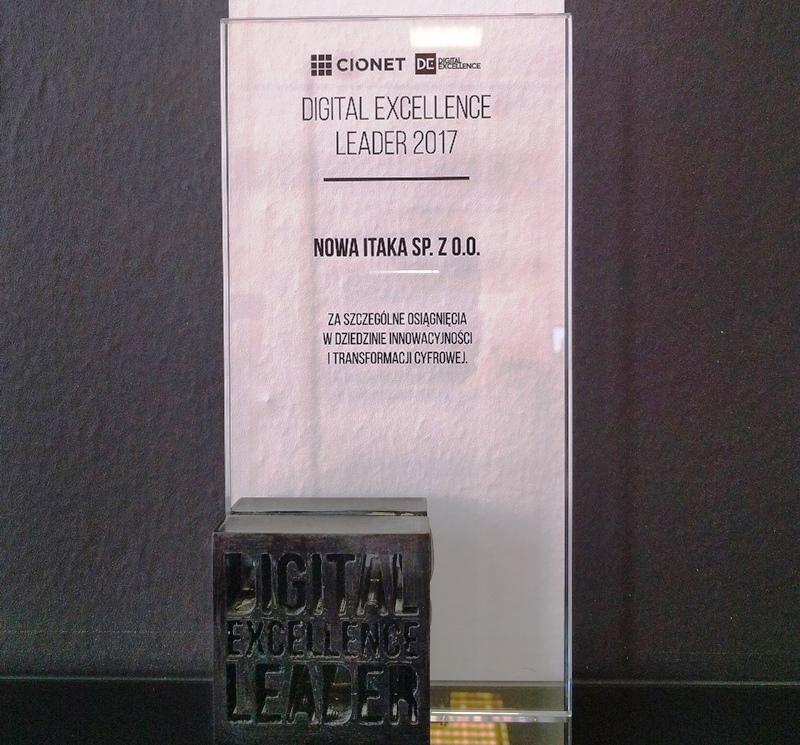 CIONET DE DIGITAL EXCELLENCE
DIGITAL EXCELLENCE
LEADER 2017
NOWA ITAKA SP. Z O.O.
ZA SZCZEGÓLNE OSIĄGNIĘCIA
W DZIEDZINIE INNOWACYJNOŚCI
I TRANSFORMACJI CYFROWEJ.
DIGITAL
EXCELLENCE
LEADER